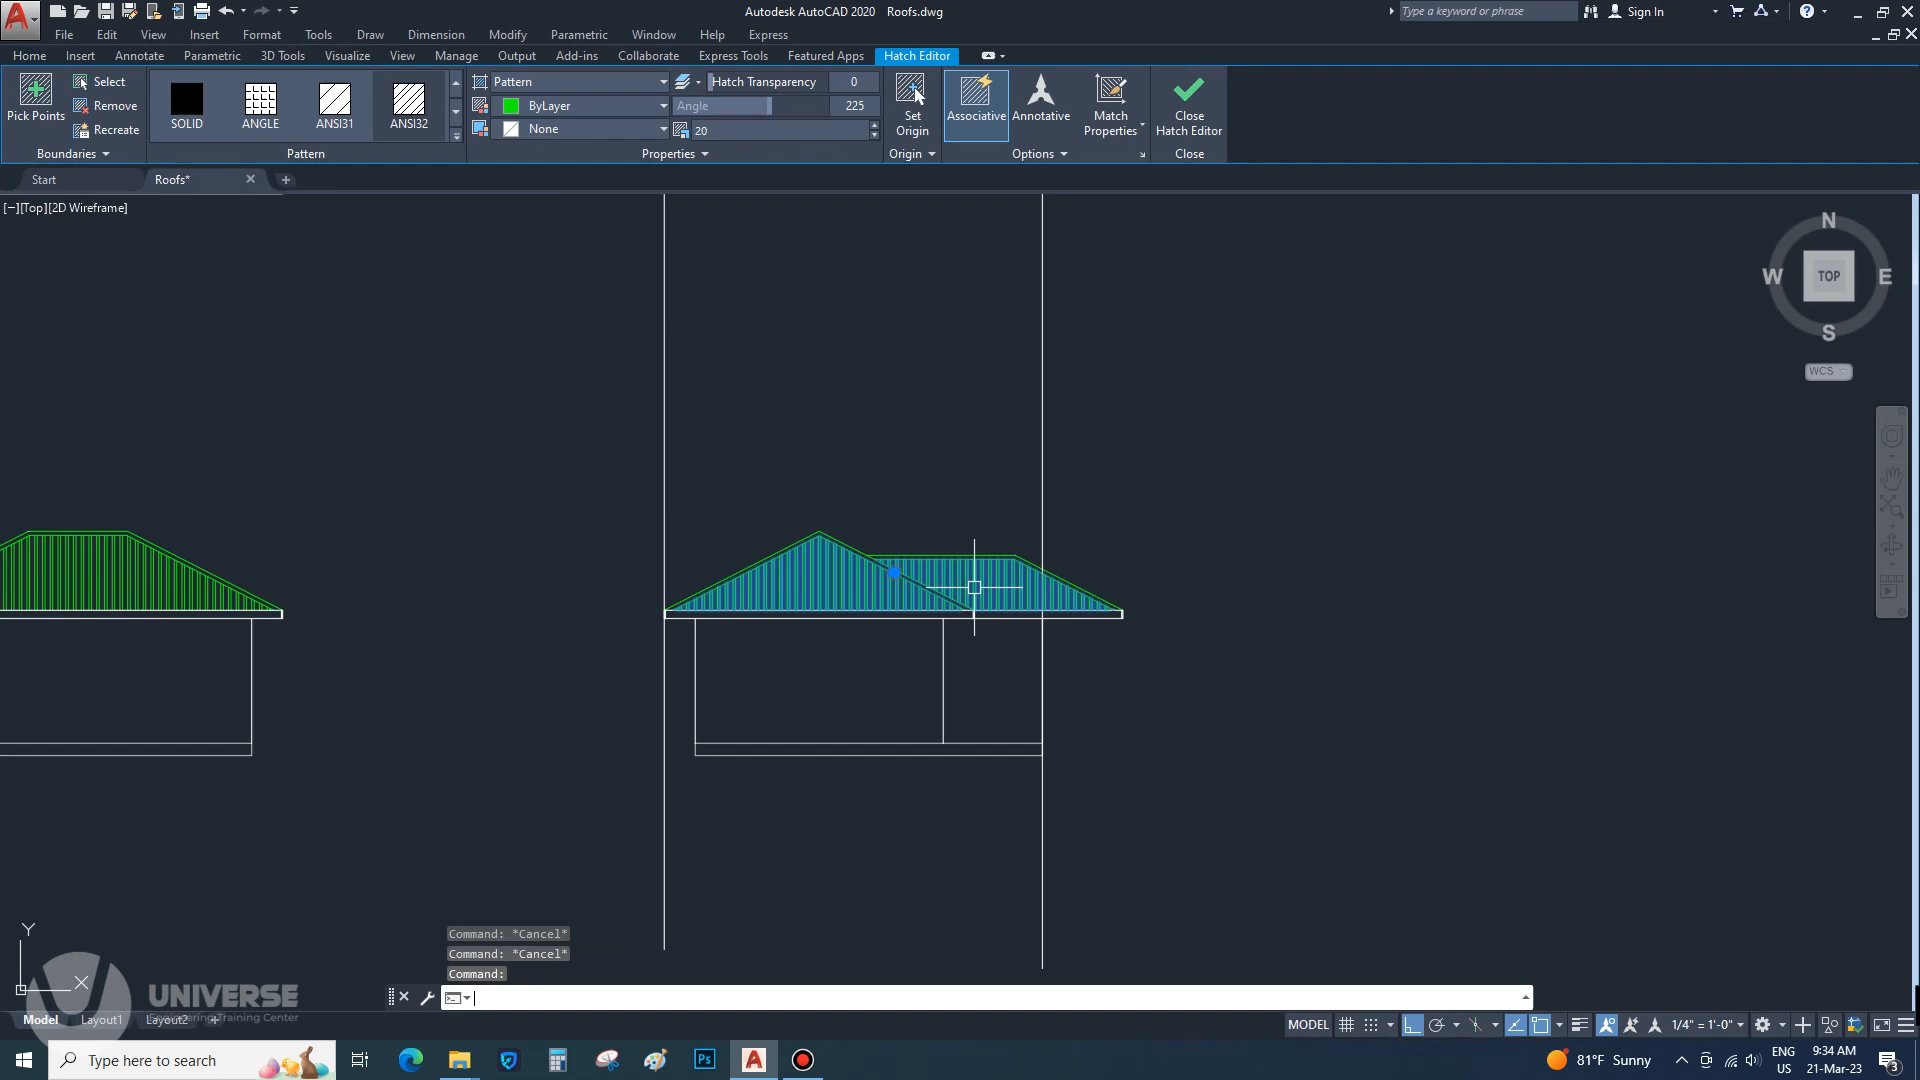 Autodesk AutoCAD 2020 Roofs.dwg
Type a keyword or phrase
Sign In
File Edit View Insert Format Tools Draw Dimension Modify Parametric Window Help Express
Home Insert Annotate Parametric 3D Tools Visualize View Manage Output Add-ins Collaborate Express Tools Featured Apps Hatch Editor
Pick Points
Select
Remove
Recreate
Boundaries
SOLID
ANGLE
ANSI31
ANSI32
Pattern
Pattern
ByLayer
None
Hatch Transparency 0
Angle 225
20
Properties
Set
Origin
Origin
Associative
Annotative
Match
Properties
Options
Close
Hatch Editor
Close
Start
Roofs*
[−][Top][2D Wireframe]
N
W
TOP
E
S
WCS
Y
X
Command: *Cancel*
Command: *Cancel*
Command:
UNIVERSE
Engineering Training Center
Model Layout1 Layout2
MODEL
1/4" = 1'-0"
Type here to search
Ps
81°F Sunny
ENG
US
9:34 AM
21-Mar-23
3